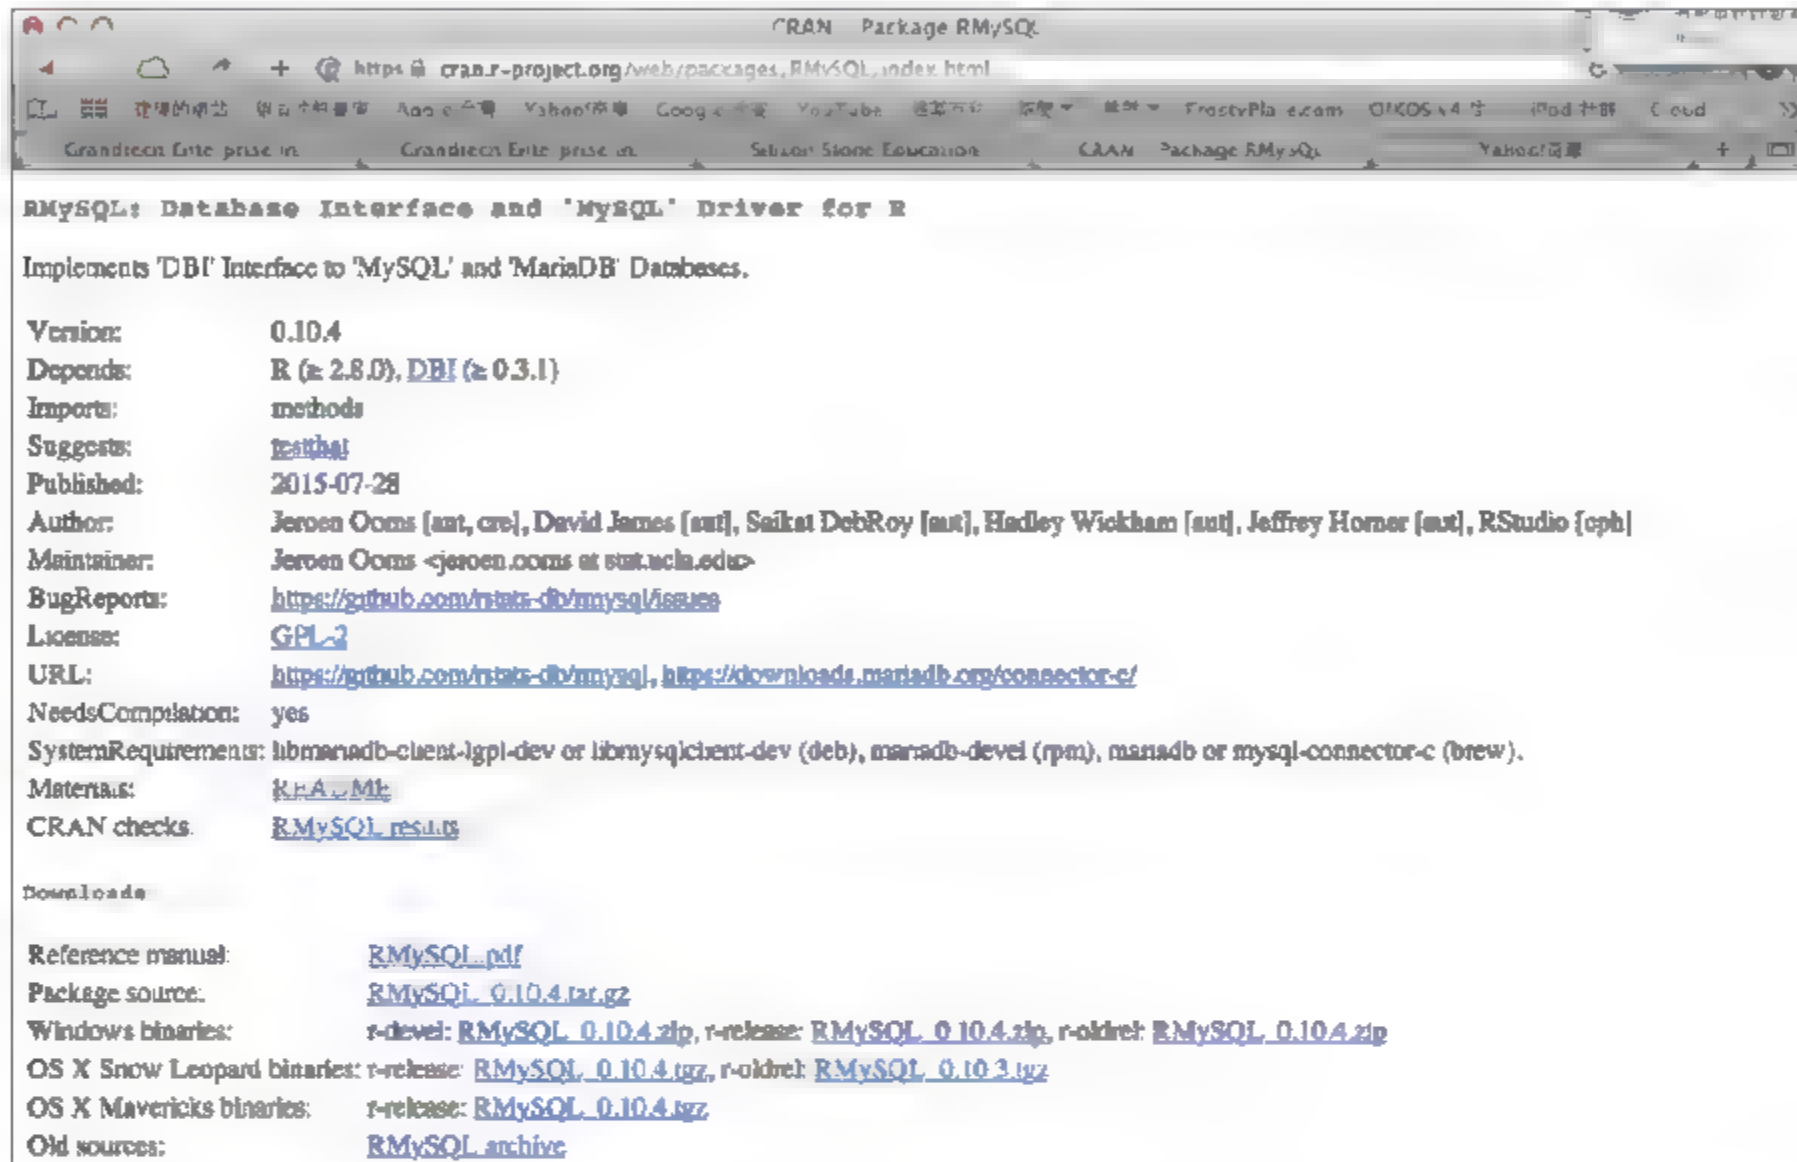 CRAN Package RMySQL
https cran.r-project.org/web/packages/RMySQL/index.html
Yahoo!奇摩 YouTube iPod 社群
CRAN Package RMySQL Yahoo!奇摩
RMySQL: Database Interface and 'MySQL' Driver for R
Implements 'DBI' Interface to 'MySQL' and 'MariaDB' Databases.
Version: 0.10.4
Depends: R (≥ 2.8.0), DBI (≥ 0.3.1)
Imports: methods
Suggests: testthat
Published: 2015-07-28
Author: Jeroen Ooms [aut, cre], David James [aut], Saikat DebRoy [aut], Hadley Wickham [aut], Jeffrey Horner [aut], RStudio [cph]
Maintainer: Jeroen Ooms <jeroen.ooms at stat.ucla.edu>
BugReports: https://github.com/rstats-db/rmysql/issues
License: GPL-2
URL: https://github.com/rstats-db/rmysql, https://downloads.mariadb.org/connector-c/
NeedsCompilation: yes
SystemRequirements: libmariadb-client-lgpl-dev or libmysqlclient-dev (deb), mariadb-devel (rpm), mariadb or mysql-connector-c (brew).
Materials: README
CRAN checks: RMySQL results
Downloads
Reference manual: RMySQL.pdf
Package source: RMySQL_0.10.4.tar.gz
Windows binaries: r-devel: RMySQL_0.10.4.zip, r-release: RMySQL_0.10.4.zip, r-oldrel: RMySQL_0.10.4.zip
OS X Snow Leopard binaries: r-release: RMySQL_0.10.4.tgz, r-oldrel: RMySQL_0.10.3.tgz
OS X Mavericks binaries: r-release: RMySQL_0.10.4.tgz
Old sources: RMySQL archive